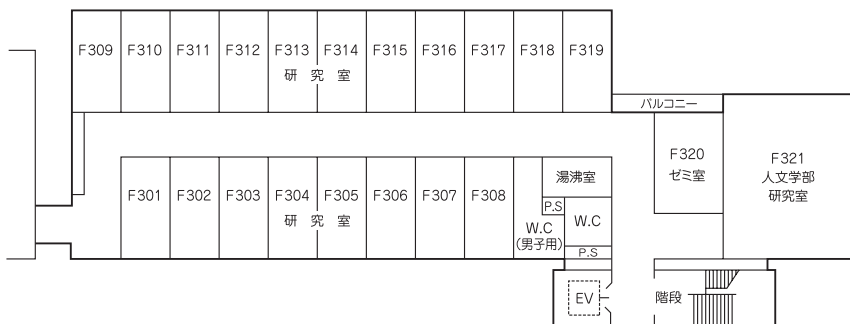 F309 F310 F311 F312 F313 F314 F315 F316 F317 F318 F319
研究室
バルコニー
F320
ゼミ室
F321
人文学部
研究室
F301 F302 F303 F304 F305 F306 F307 F308
研究室
湯沸室
P.S
W.C
(男子用)
W.C
P.S
EV
階段